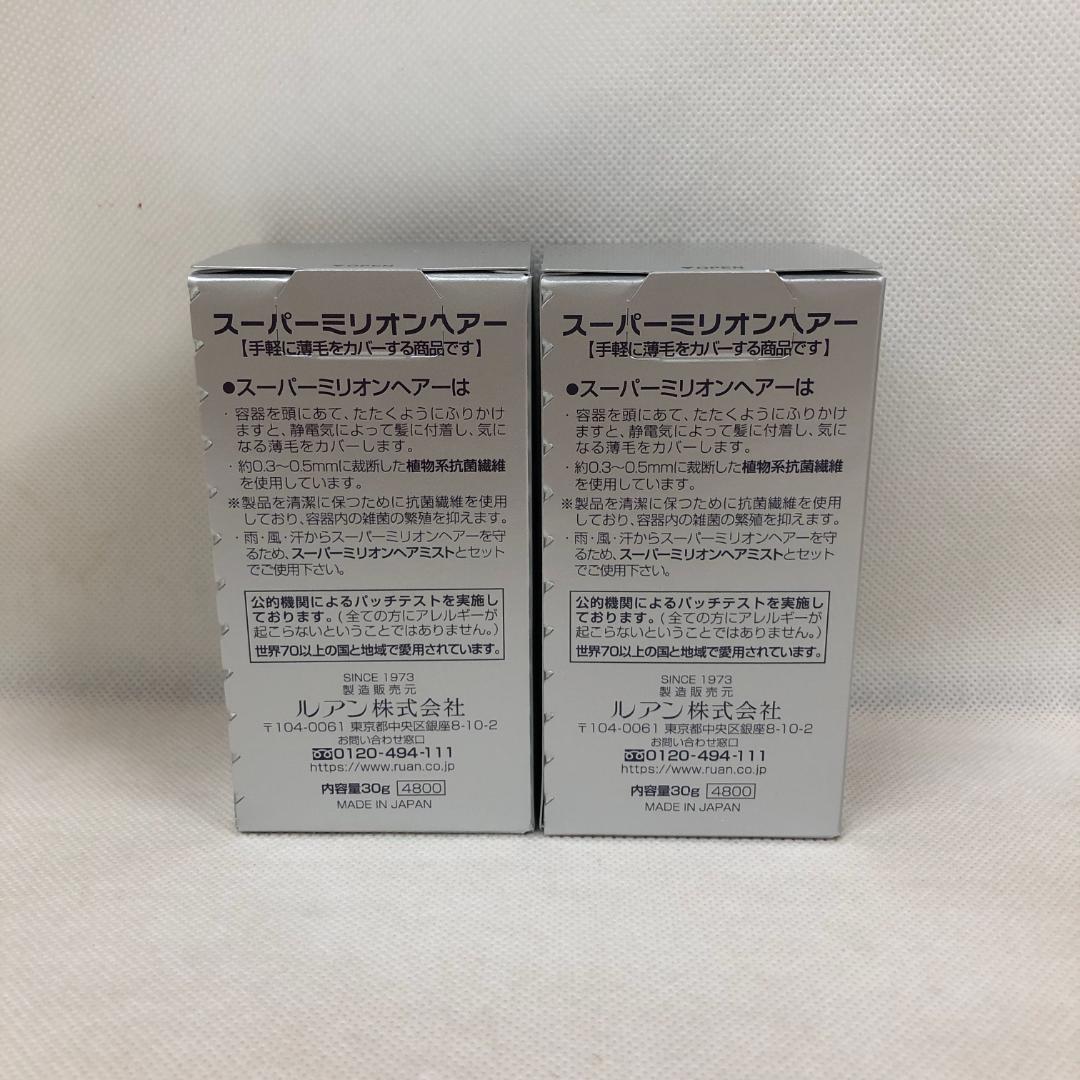 ▼OPEN
スーパーミリオンヘアー
【手軽に薄毛をカバーする商品です】
●スーパーミリオンヘアーは
・容器を頭にあて、たたくようにふりかけ
ますと、静電気によって髪に付着し、気に
なる薄毛をカバーします。
・約0.3〜0.5mmに裁断した植物系抗菌繊維
を使用しています。
※製品を清潔に保つために抗菌繊維を使用
しており、容器内の雑菌の繁殖を抑えます。
・雨・風・汗からスーパーミリオンヘアーを守
るため、スーパーミリオンヘアミストとセット
でご使用下さい。
公的機関によるパッチテストを実施し
ております。(全ての方にアレルギーが
起こらないということではありません。)
世界70以上の国と地域で愛用されています。
SINCE 1973
製造販売元
ルアン株式会社
〒104-0061 東京都中央区銀座8-10-2
お問い合わせ窓口
0120-494-111
https://www.ruan.co.jp
内容量30g 4800
MADE IN JAPAN
▼OPEN
スーパーミリオンヘアー
【手軽に薄毛をカバーする商品です】
●スーパーミリオンヘアーは
・容器を頭にあて、たたくようにふりかけ
ますと、静電気によって髪に付着し、気に
なる薄毛をカバーします。
・約0.3〜0.5mmに裁断した植物系抗菌繊維
を使用しています。
※製品を清潔に保つために抗菌繊維を使用
しており、容器内の雑菌の繁殖を抑えます。
・雨・風・汗からスーパーミリオンヘアーを守
るため、スーパーミリオンヘアミストとセット
でご使用下さい。
公的機関によるパッチテストを実施し
ております。(全ての方にアレルギーが
起こらないということではありません。)
世界70以上の国と地域で愛用されています。
SINCE 1973
製造販売元
ルアン株式会社
〒104-0061 東京都中央区銀座8-10-2
お問い合わせ窓口
0120-494-111
https://www.ruan.co.jp
内容量30g 4800
MADE IN JAPAN